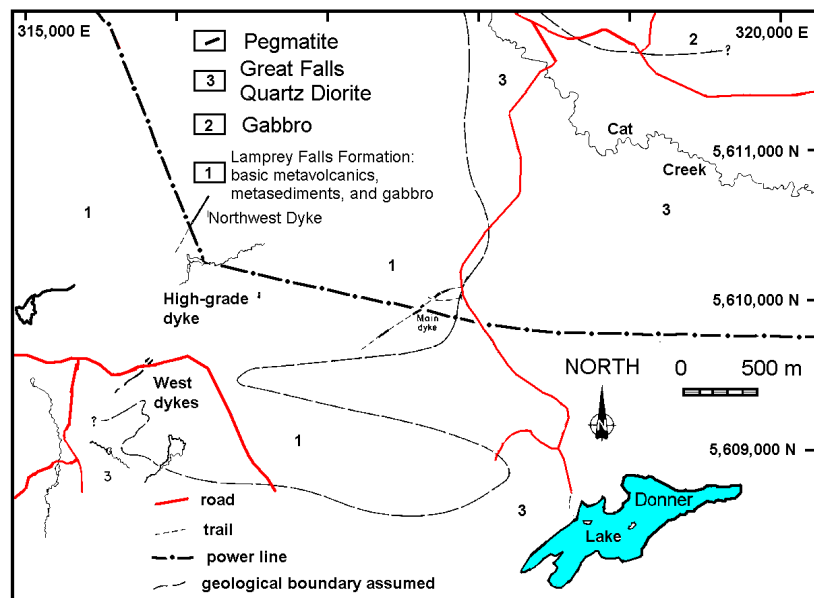 315,000 E
320,000 E
Pegmatite
3
Great Falls
Quartz Diorite
2
Gabbro
1
Lamprey Falls Formation:
basic metavolcanics,
metasediments, and gabbro
Northwest Dyke
2
?
3
Cat
Creek
5,611,000 N
3
1
1
High-grade
dyke
Main
dyke
5,610,000 N
NORTH
N
0 500 m
West
dykes
?
3
1
5,609,000 N
3
Donner
Lake
road
trail
power line
geological boundary assumed